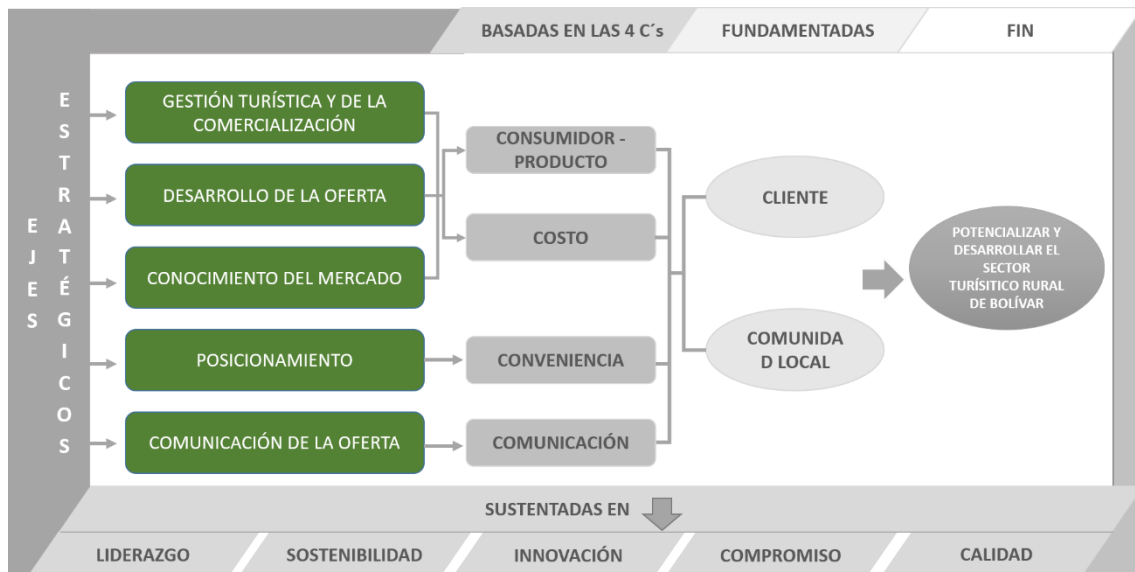 BASADAS EN LAS 4 C´s
FUNDAMENTADAS
FIN
EJES
ESTRATÉGICOS
GESTIÓN TURÍSTICA Y DE LA
COMERCIALIZACIÓN
DESARROLLO DE LA OFERTA
CONOCIMIENTO DEL MERCADO
POSICIONAMIENTO
COMUNICACIÓN DE LA OFERTA
CONSUMIDOR -
PRODUCTO
COSTO
CONVENIENCIA
COMUNICACIÓN
CLIENTE
COMUNIDA
D LOCAL
POTENCIALIZAR Y
DESARROLLAR EL
SECTOR
TURÍSITICO RURAL
DE BOLÍVAR
SUSTENTADAS EN
LIDERAZGO
SOSTENIBILIDAD
INNOVACIÓN
COMPROMISO
CALIDAD